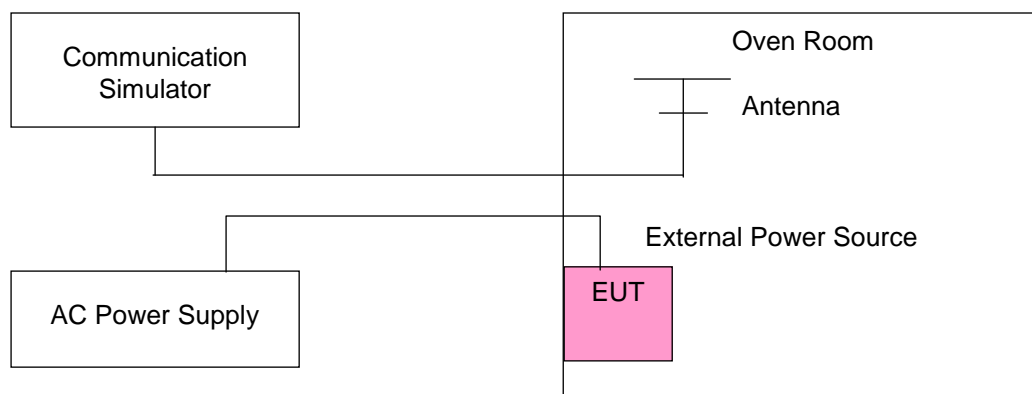 Communication
Simulator
Oven Room
Antenna
External Power Source
AC Power Supply
EUT